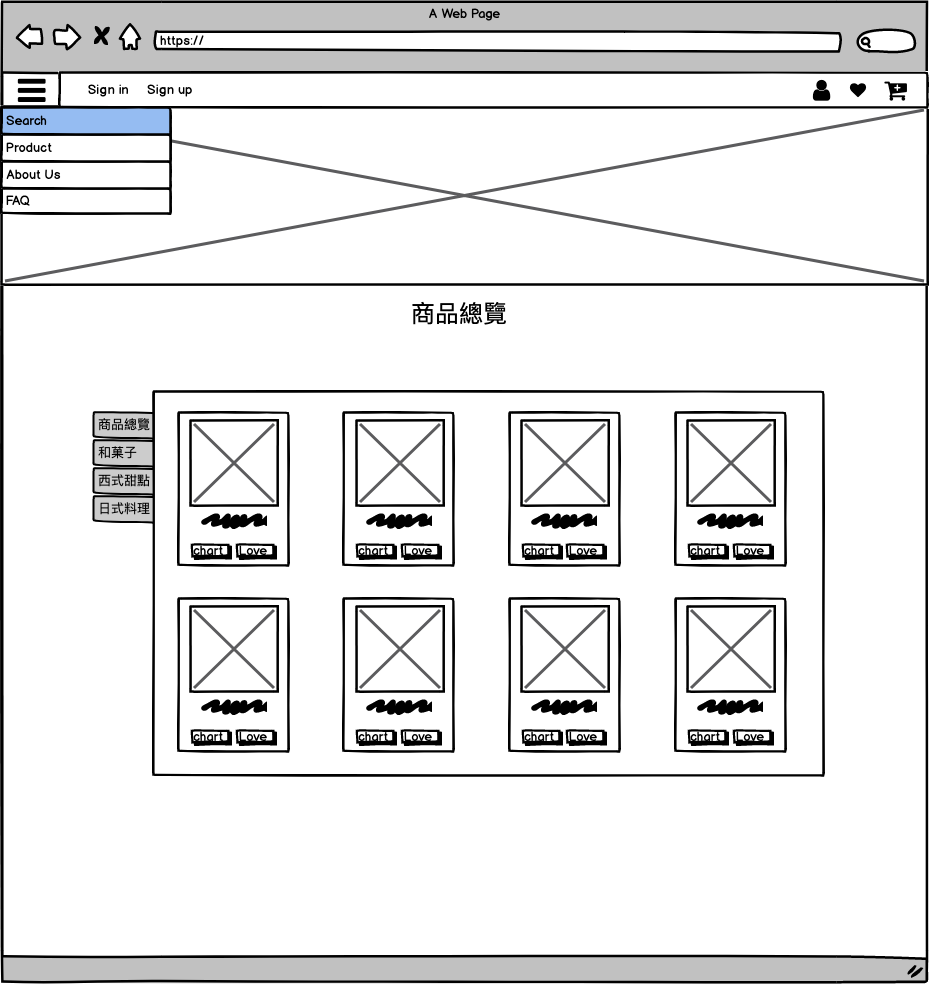 A Web Page
https://
Sign in Sign up
Search
Product
About Us
FAQ
商品總覽
商品總覽
和菓子
西式甜點
日式料理
chart Love chart Love chart Love chart Love
chart Love chart Love chart Love chart Love